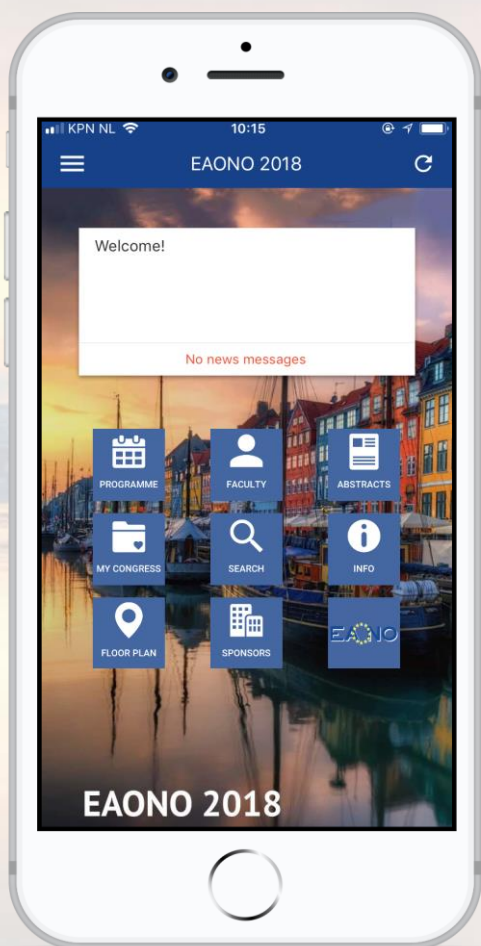 KPN NL 10:15
EAONO 2018
Welcome!
No news messages
PROGRAMME FACULTY ABSTRACTS
MY CONGRESS SEARCH INFO
FLOOR PLAN SPONSORS EAONO
EAONO 2018